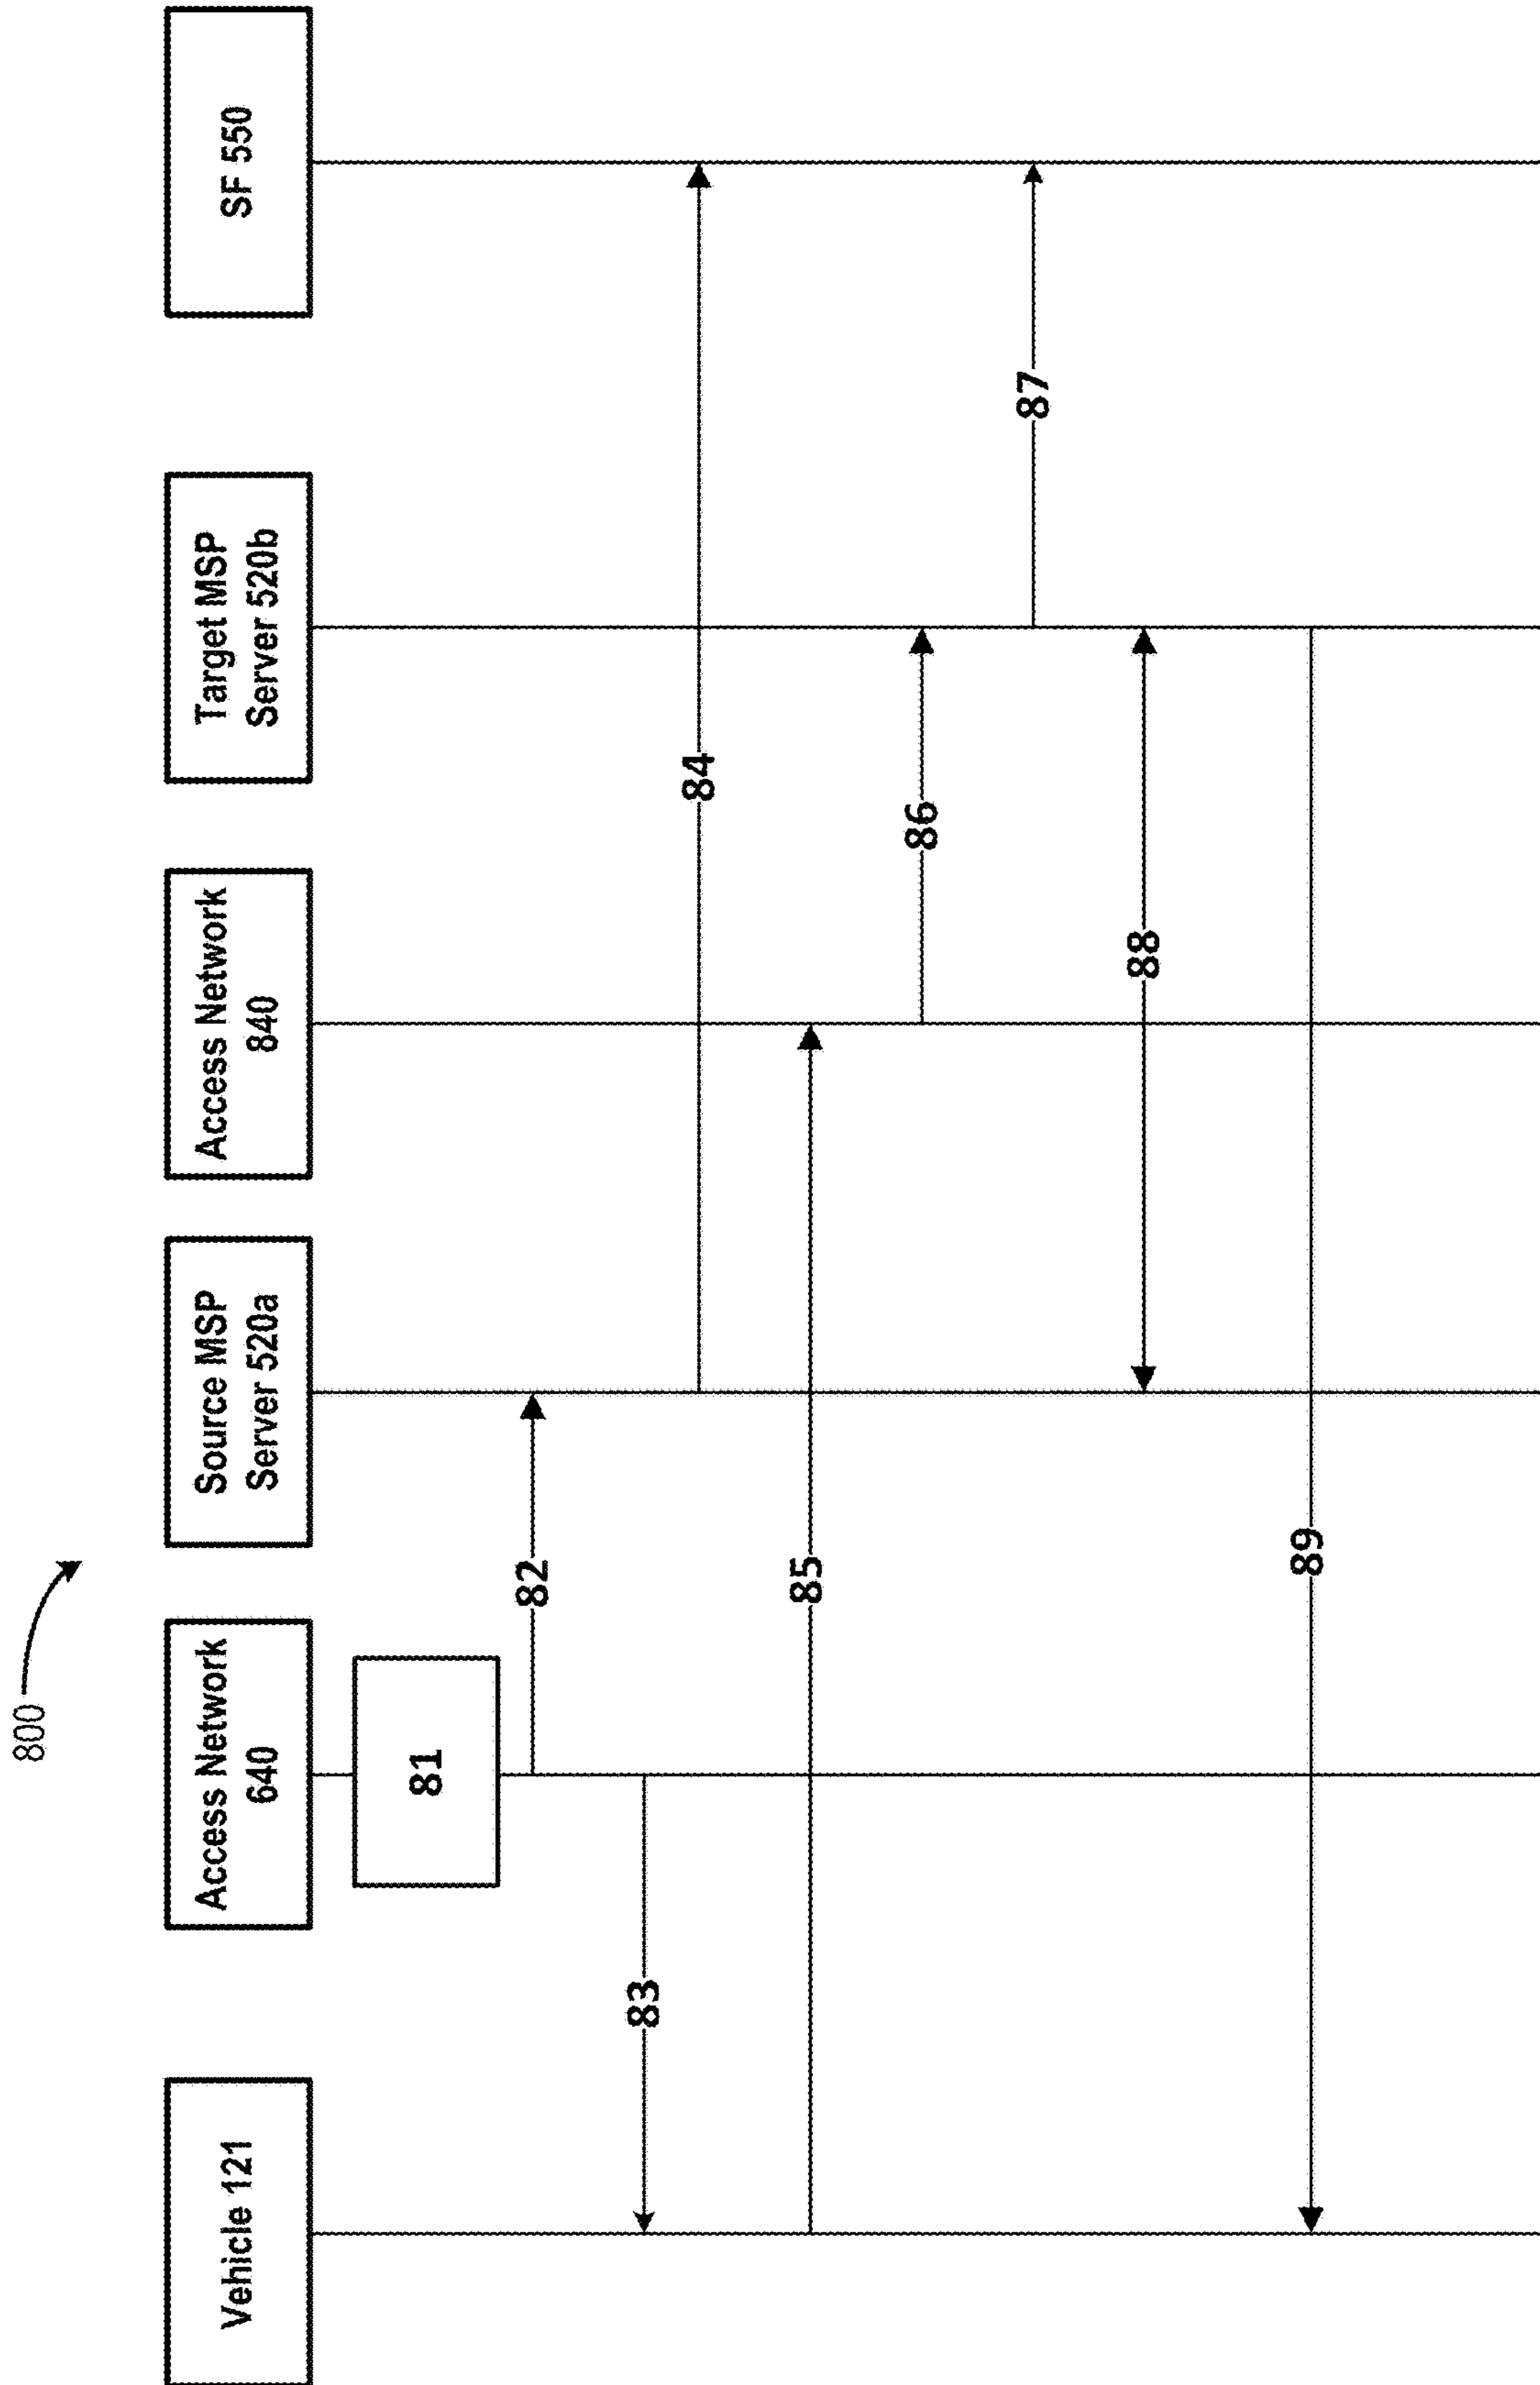 800
Vehicle 121
Access Network
640
Source MSP
Server 520a
Access Network
840
Target MSP
Server 520b
SF 550
81
82
83
84
85
86
87
88
89